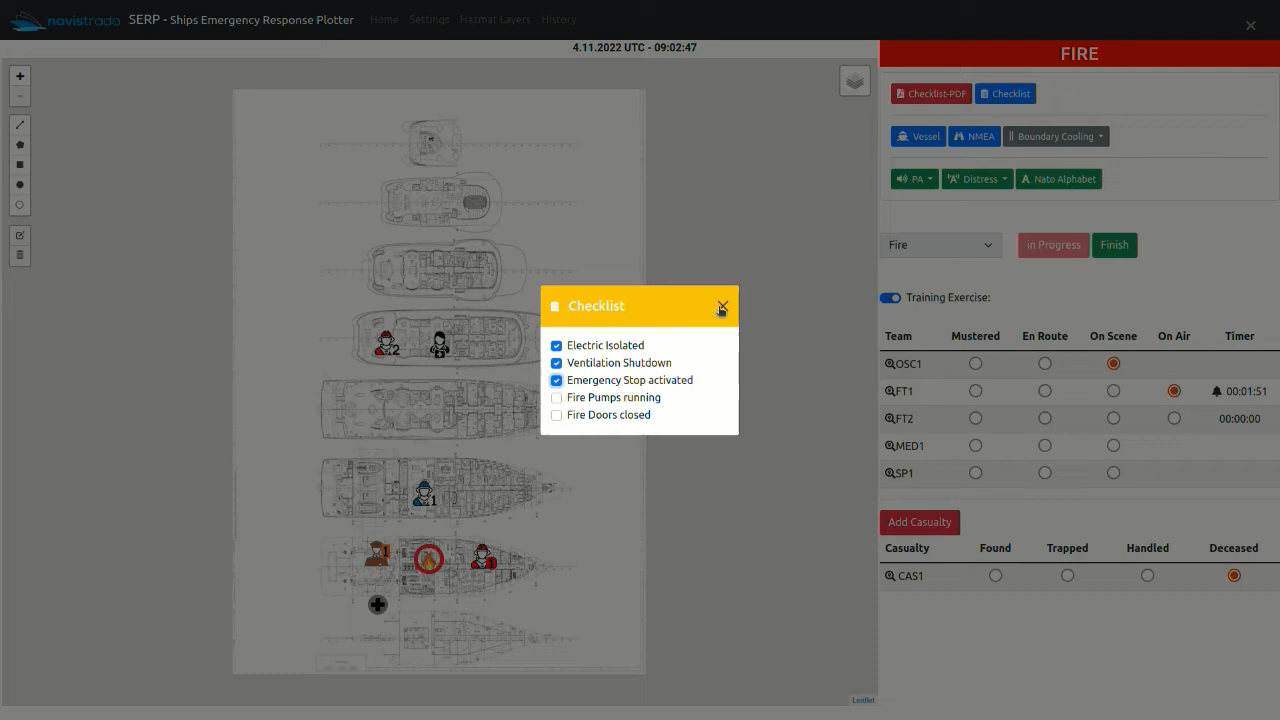 navistrado SERP - Ships Emergency Response Plotter Home Settings Hazmat Layers History
4.11.2022 UTC - 09:02:47
+
-
2
1
1
1
Leaflet
Checklist
Electric Isolated
Ventilation Shutdown
Emergency Stop activated
Fire Pumps running
Fire Doors closed
FIRE
Checklist-PDF Checklist
Vessel NMEA Boundary Cooling
PA Distress A Nato Alphabet
Fire in Progress Finish
Training Exercise:
Team Mustered En Route On Scene On Air Timer
OSC1
FT1 00:01:51
FT2 00:00:00
MED1
SP1
Add Casualty
Casualty Found Trapped Handled Deceased
CAS1